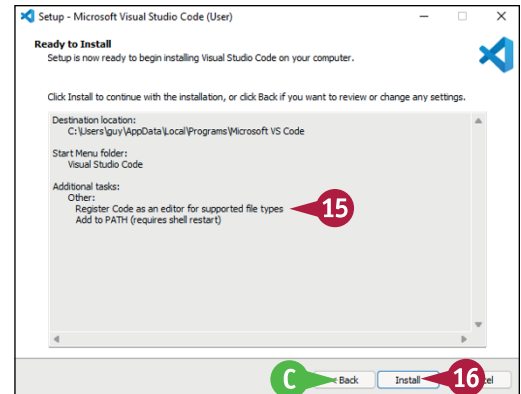 Setup - Microsoft Visual Studio Code (User)
Ready to Install
Setup is now ready to begin installing Visual Studio Code on your computer.
Click Install to continue with the installation, or click Back if you want to review or change any settings.
Destination location:
C:\Users\guy\AppData\Local\Programs\Microsoft VS Code
Start Menu folder:
Visual Studio Code
Additional tasks:
Other:
Register Code as an editor for supported file types 15
Add to PATH (requires shell restart)
C Back Install 16